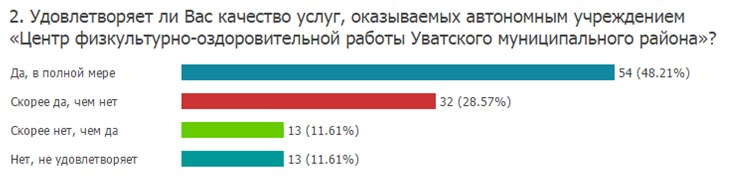 2. Удовлетворяет ли Вас качество услуг, оказываемых автономным учреждением
«Центр физкультурно-оздоровительной работы Уватского муниципального района»?
Да, в полной мере 54 (48.21%)
Скорее да, чем нет 32 (28.57%)
Скорее нет, чем да 13 (11.61%)
Нет, не удовлетворяет 13 (11.61%)